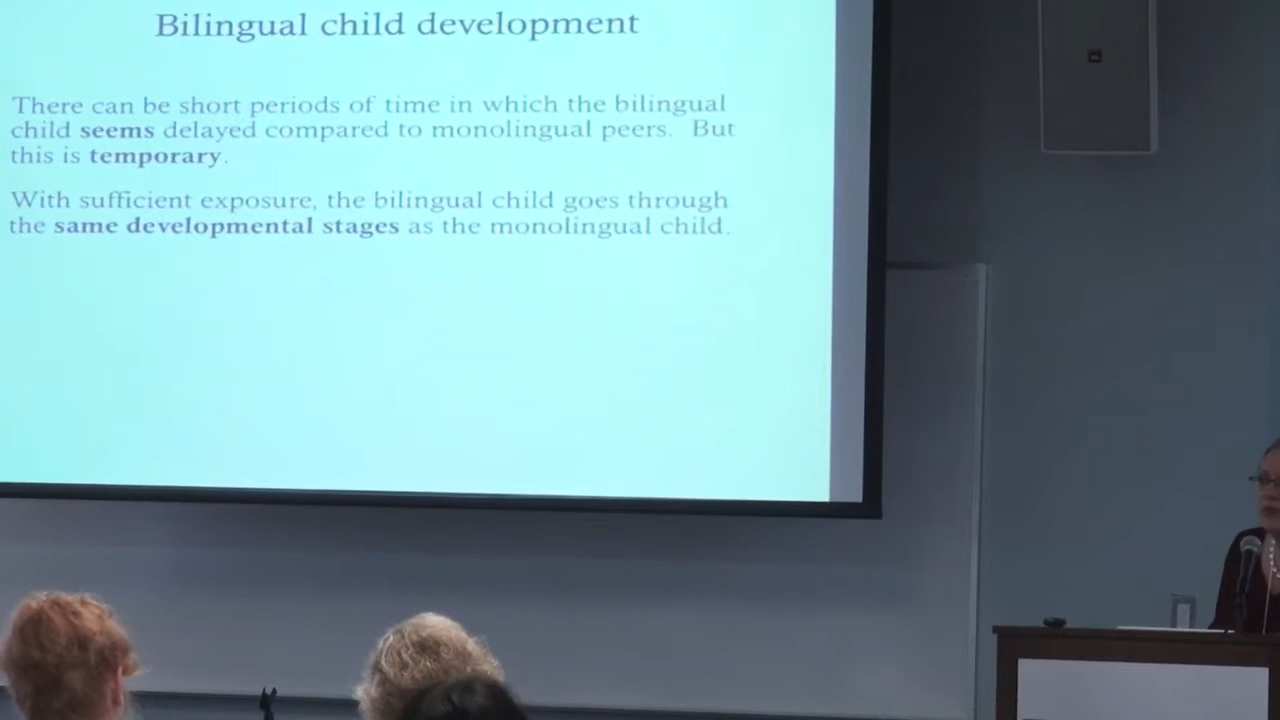 Bilingual child development
There can be short periods of time in which the bilingual
child seems delayed compared to monolingual peers. But
this is temporary.
With sufficient exposure, the bilingual child goes through
the same developmental stages as the monolingual child.